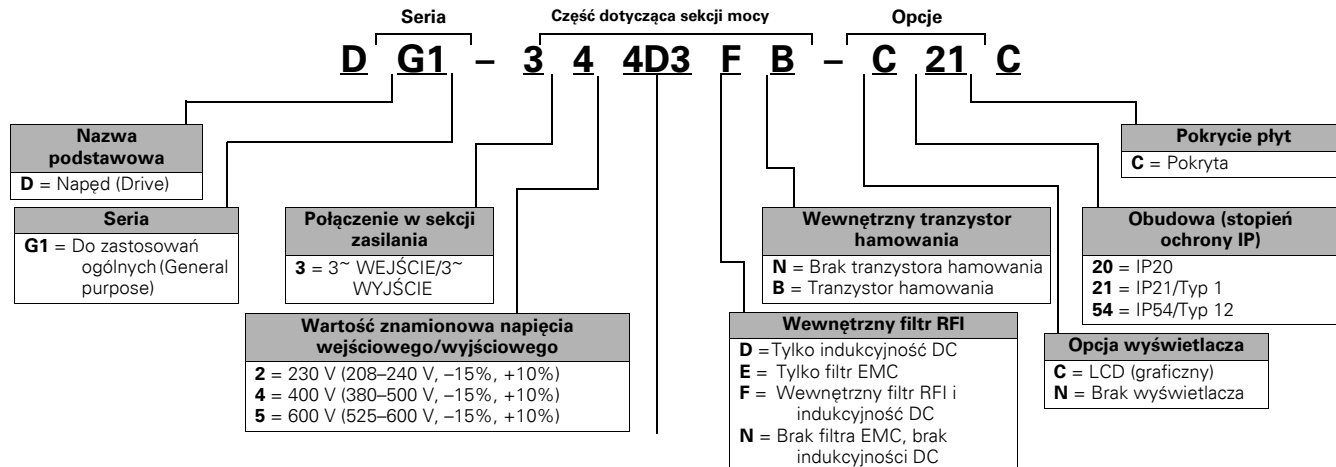 Seria
Część dotycząca sekcji mocy
Opcje
D G1 – 3 4 4D3 F B – C 21 C
Nazwa
podstawowa
D = Napęd (Drive)
Seria
G1 = Do zastosowań
ogólnych (General
purpose)
Połączenie w sekcji
zasilania
3 = 3~ WEJŚCIE/3~
WYJŚCIE
Wartość znamionowa napięcia
wejściowego/wyjściowego
2 = 230 V (208–240 V, –15%, +10%)
4 = 400 V (380–500 V, –15%, +10%)
5 = 600 V (525–600 V, –15%, +10%)
Wewnętrzny tranzystor
hamowania
N = Brak tranzystora hamowania
B = Tranzystor hamowania
Wewnętrzny filtr RFI
D = Tylko indukcyjność DC
E = Tylko filtr EMC
F = Wewnętrzny filtr RFI i
indukcyjność DC
N = Brak filtra EMC, brak
indukcyjności DC
Pokrycie płyt
C = Pokryta
Obudowa (stopień
ochrony IP)
20 = IP20
21 = IP21/Typ 1
54 = IP54/Typ 12
Opcja wyświetlacza
C = LCD (graficzny)
N = Brak wyświetlacza